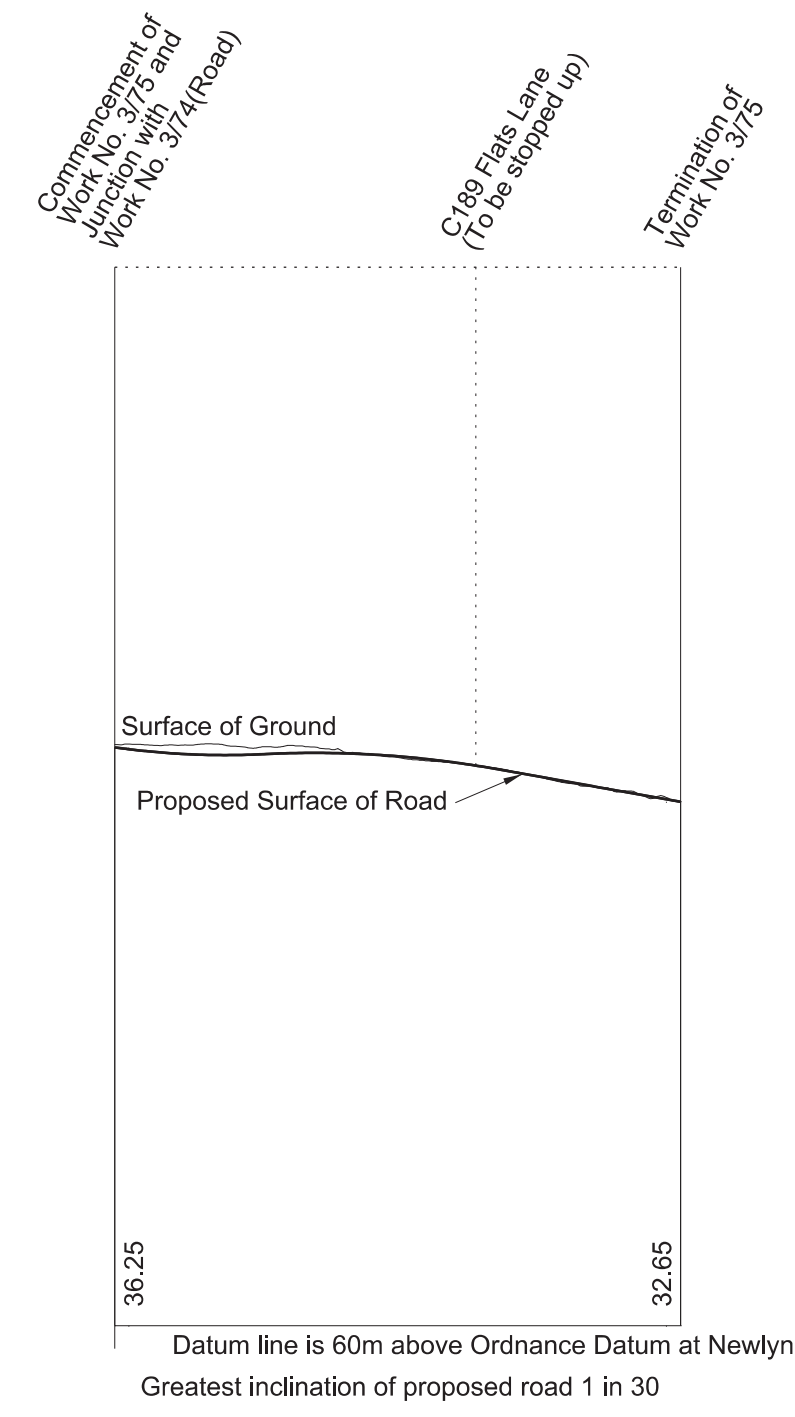 Commencement of
Work No. 3/75 and
Junction with
Work No. 3/74(Road)
C189 Flats Lane
(To be stopped up)
Termination of
Work No. 3/75
Surface of Ground
Proposed Surface of Road
36.25
32.65
Datum line is 60m above Ordnance Datum at Newlyn
Greatest inclination of proposed road 1 in 30